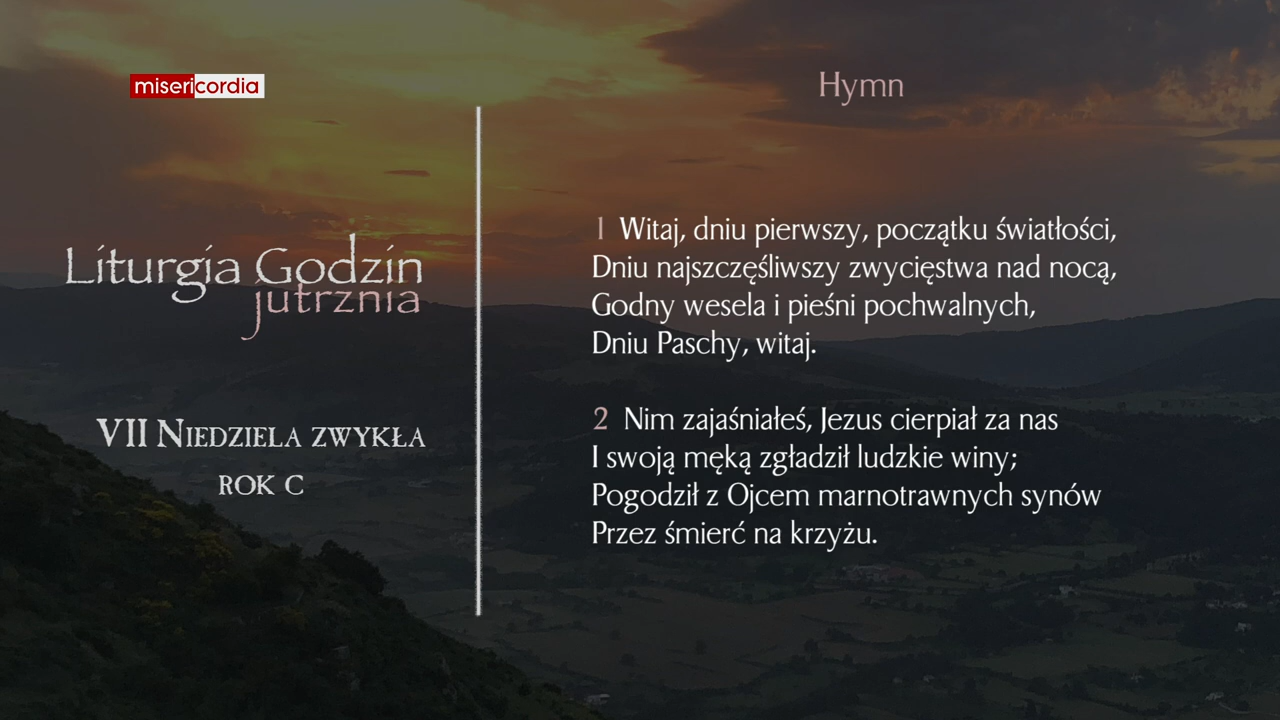 misericordia
Liturgia Godzin
jutrznia
VII Niedziela zwykła
rok C
Hymn
1 Witaj, dniu pierwszy, początku światłości,
Dniu najszczęśliwszy zwycięstwa nad nocą,
Godny wesela i pieśni pochwalnych,
Dniu Paschy, witaj.
2 Nim zajaśniałeś, Jezus cierpiał za nas
I swoją męką zgładził ludzkie winy;
Pogodził z Ojcem marnotrawnych synów
Przez śmierć na krzyżu.